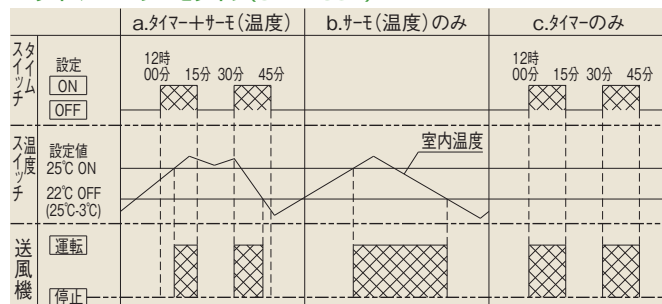 a.ﾀｲﾏｰ＋ｻｰﾓ(温度)
b.ｻｰﾓ(温度)のみ
c.ﾀｲﾏｰのみ
タイムスイッチ
設定
ON
OFF
12時
00分 15分 30分 45分
12時
00分 15分 30分 45分
温度スイッチ
設定値
25℃ ON
22℃ OFF
(25℃-3℃)
室内温度
送風機
運転
停止